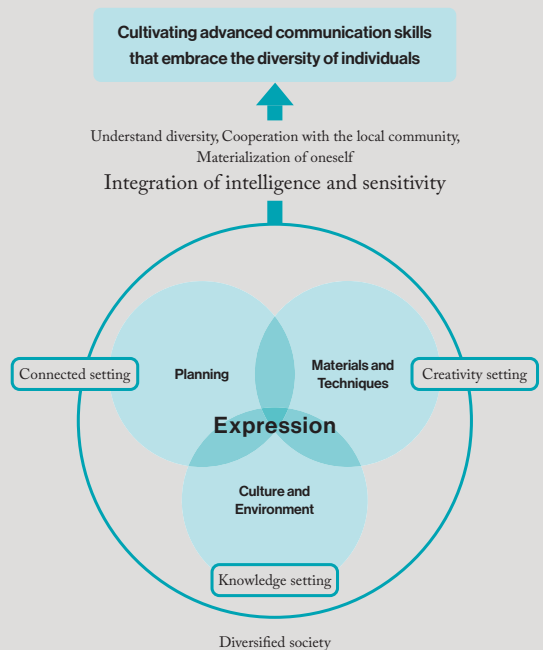 Cultivating advanced communication skills
that embrace the diversity of individuals
Understand diversity, Cooperation with the local community,
Materialization of oneself
Integration of intelligence and sensitivity
Connected setting
Planning
Materials and
Techniques
Creativity setting
Expression
Culture and
Environment
Knowledge setting
Diversified society